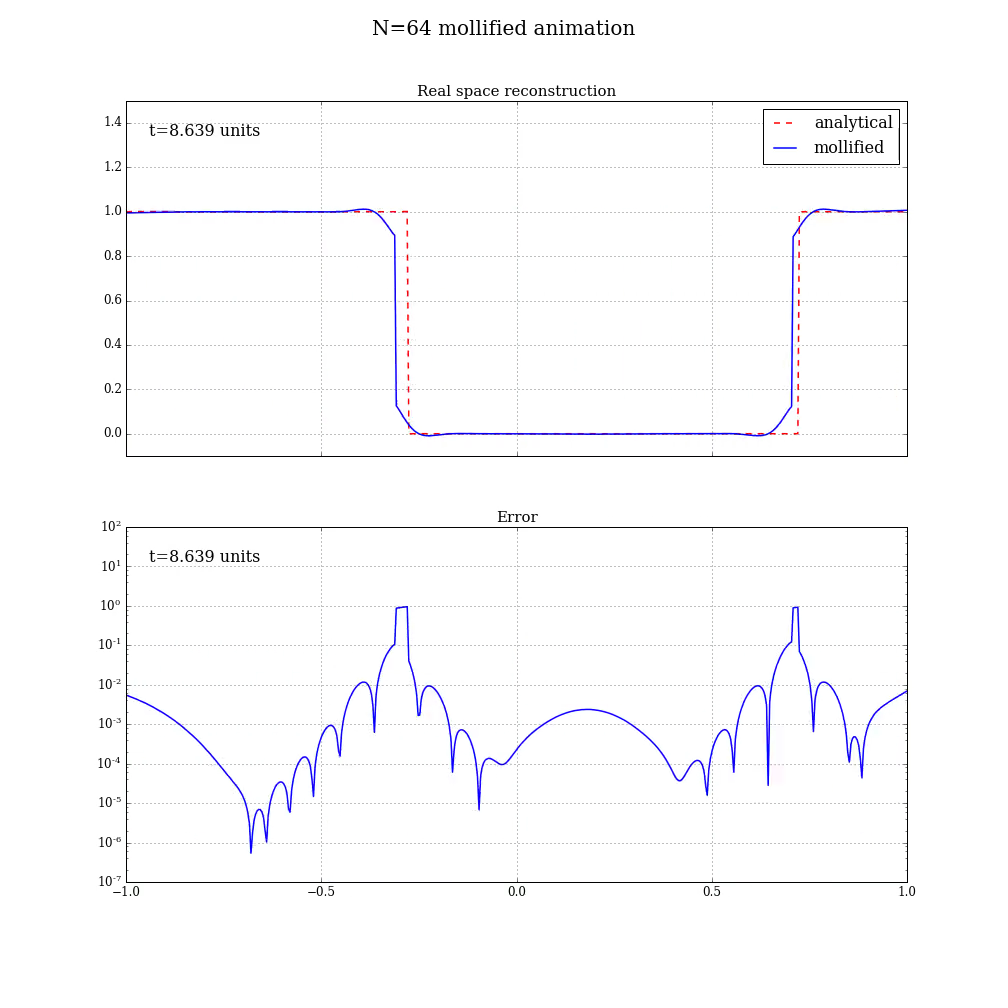 N=64 mollified animation
Real space reconstruction
t=8.639 units
analytical
mollified
1.4
1.2
1.0
0.8
0.6
0.4
0.2
0.0
Error
t=8.639 units
10²
10¹
10⁰
10⁻¹
10⁻²
10⁻³
10⁻⁴
10⁻⁵
10⁻⁶
10⁻⁷
−1.0 −0.5 0.0 0.5 1.0